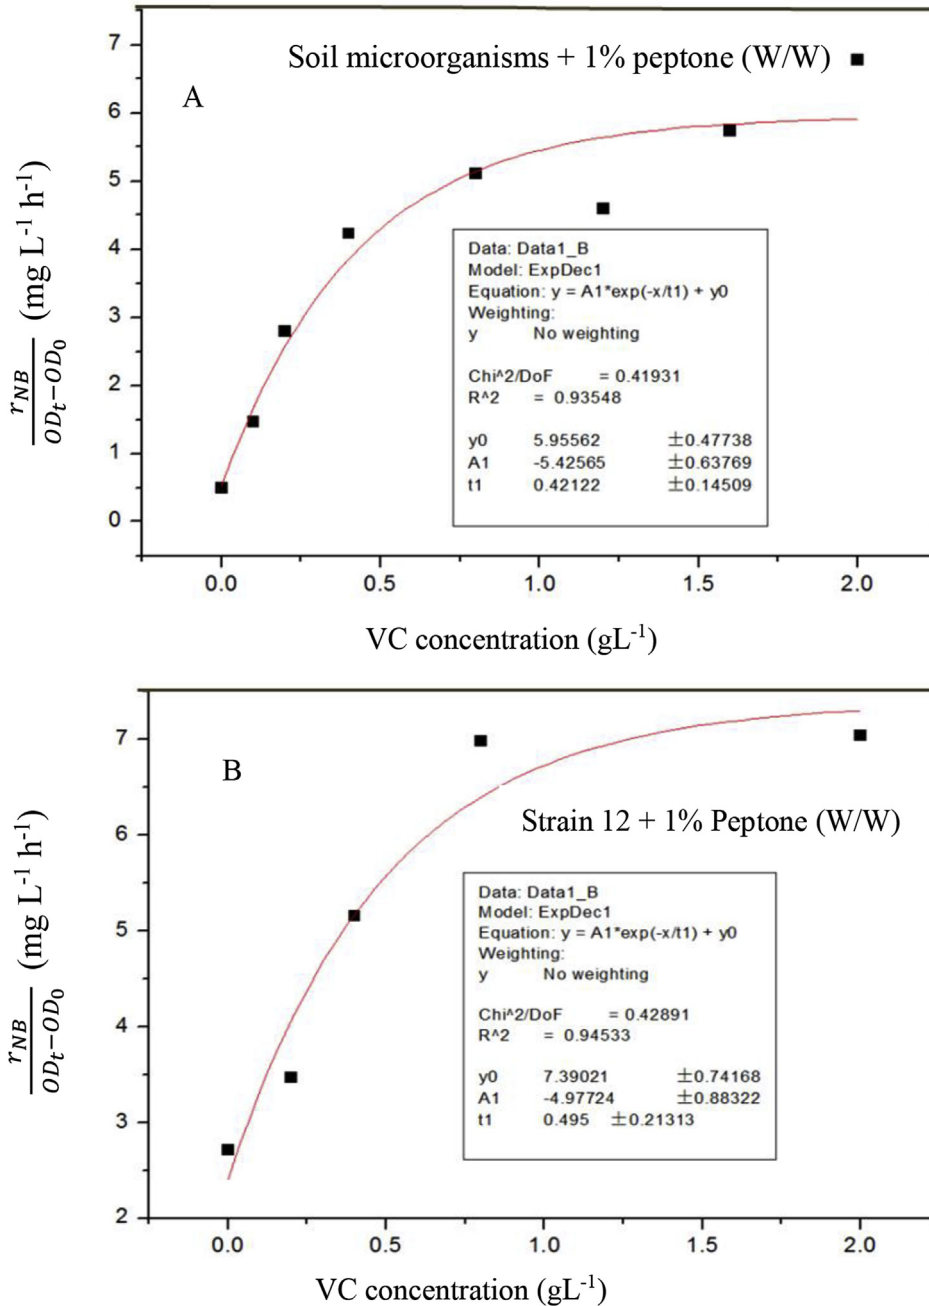 Soil microorganisms + 1% peptone (W/W)
A
7
6
5
4
3
2
1
0
r_NB / OD_t−OD_0 (mg L⁻¹ h⁻¹)
Data: Data1_B
Model: ExpDec1
Equation: y = A1*exp(-x/t1) + y0
Weighting:
y No weighting
Chi^2/DoF = 0.41931
R^2 = 0.93548
y0 5.95562 ±0.47738
A1 -5.42565 ±0.63769
t1 0.42122 ±0.14509
0.0 0.5 1.0 1.5 2.0
VC concentration (gL⁻¹)
B
Strain 12 + 1% Peptone (W/W)
7
6
5
4
3
2
r_NB / OD_t−OD_0 (mg L⁻¹ h⁻¹)
Data: Data1_B
Model: ExpDec1
Equation: y = A1*exp(-x/t1) + y0
Weighting:
y No weighting
Chi^2/DoF = 0.42891
R^2 = 0.94533
y0 7.39021 ±0.74168
A1 -4.97724 ±0.88322
t1 0.495 ±0.21313
0.0 0.5 1.0 1.5 2.0
VC concentration (gL⁻¹)